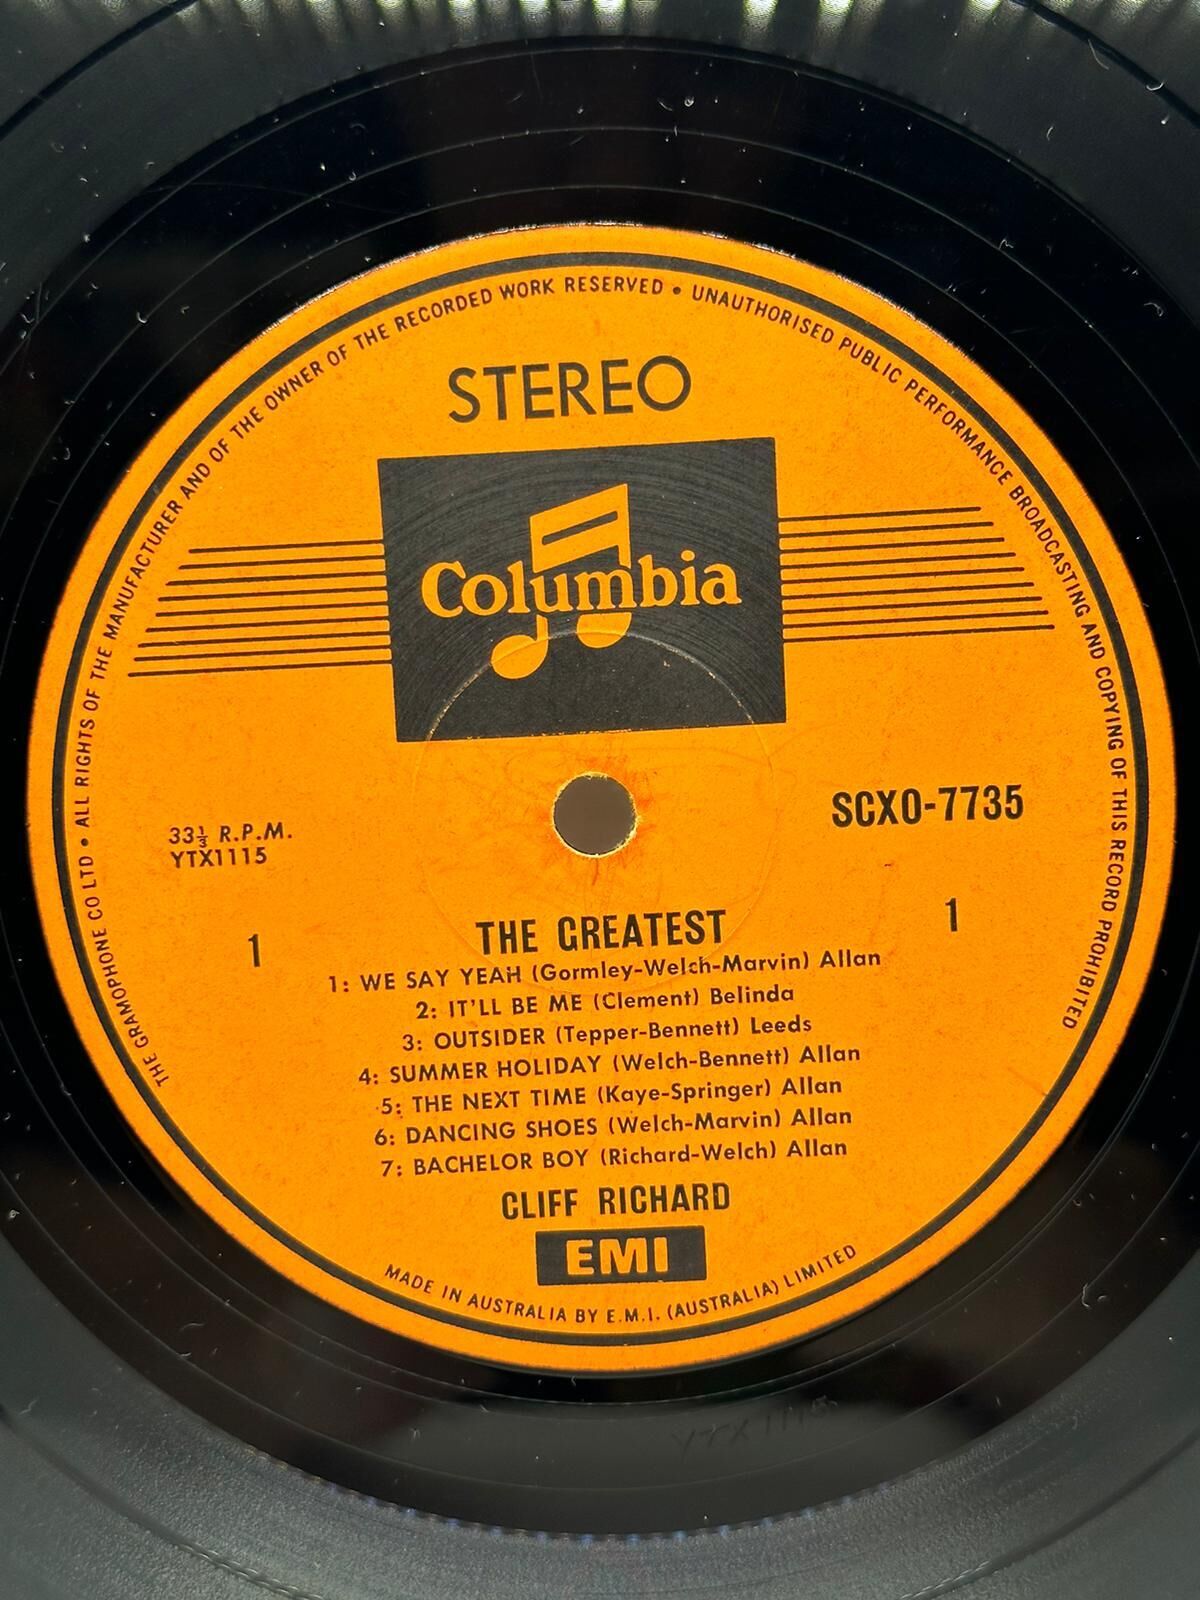 THE GRAMOPHONE CO LTD • ALL RIGHTS OF THE MANUFACTURER AND OF THE OWNER OF THE RECORDED WORK RESERVED • UNAUTHORISED PUBLIC PERFORMANCE BROADCASTING AND COPYING OF THIS RECORD PROHIBITED
STEREO
Columbia
SCXO-7735
33⅓ R.P.M.
YTX1115
1
1
THE GREATEST
1: WE SAY YEAH (Gormley-Welch-Marvin) Allan
2: IT'LL BE ME (Clement) Belinda
3: OUTSIDER (Tepper-Bennett) Leeds
4: SUMMER HOLIDAY (Welch-Bennett) Allan
5: THE NEXT TIME (Kaye-Springer) Allan
6: DANCING SHOES (Welch-Marvin) Allan
7: BACHELOR BOY (Richard-Welch) Allan
CLIFF RICHARD
EMI
MADE IN AUSTRALIA BY E.M.I. (AUSTRALIA) LIMITED
YTX 1115